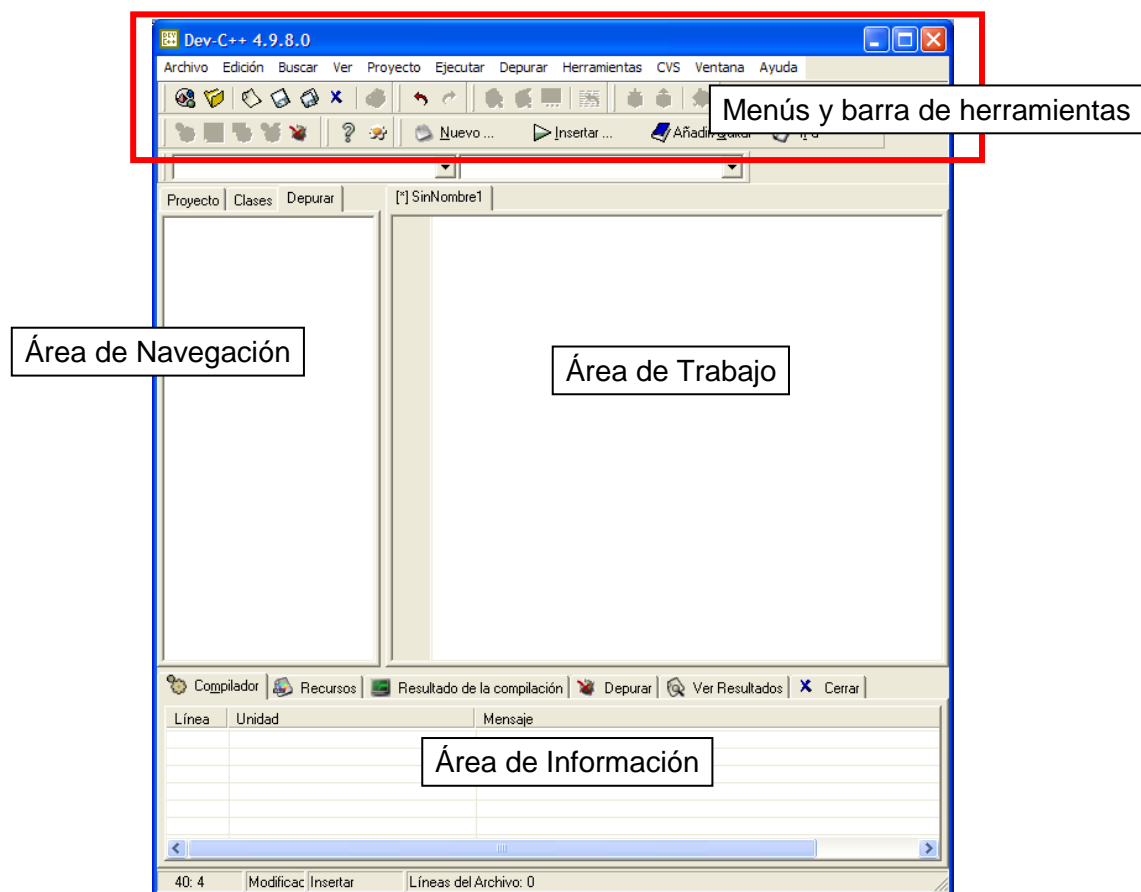 Dev-C++ 4.9.8.0
Archivo Edición Buscar Ver Proyecto Ejecutar Depurar Herramientas CVS Ventana Ayuda
Menús y barra de herramientas
Nuevo ... Insertar ...
Proyecto Clases Depurar [*] SinNombre1
Área de Navegación
Área de Trabajo
Compilador Recursos Resultado de la compilación Depurar Ver Resultados Cerrar
Línea Unidad Mensaje
Área de Información
40: 4 Modificac Insertar Líneas del Archivo: 0